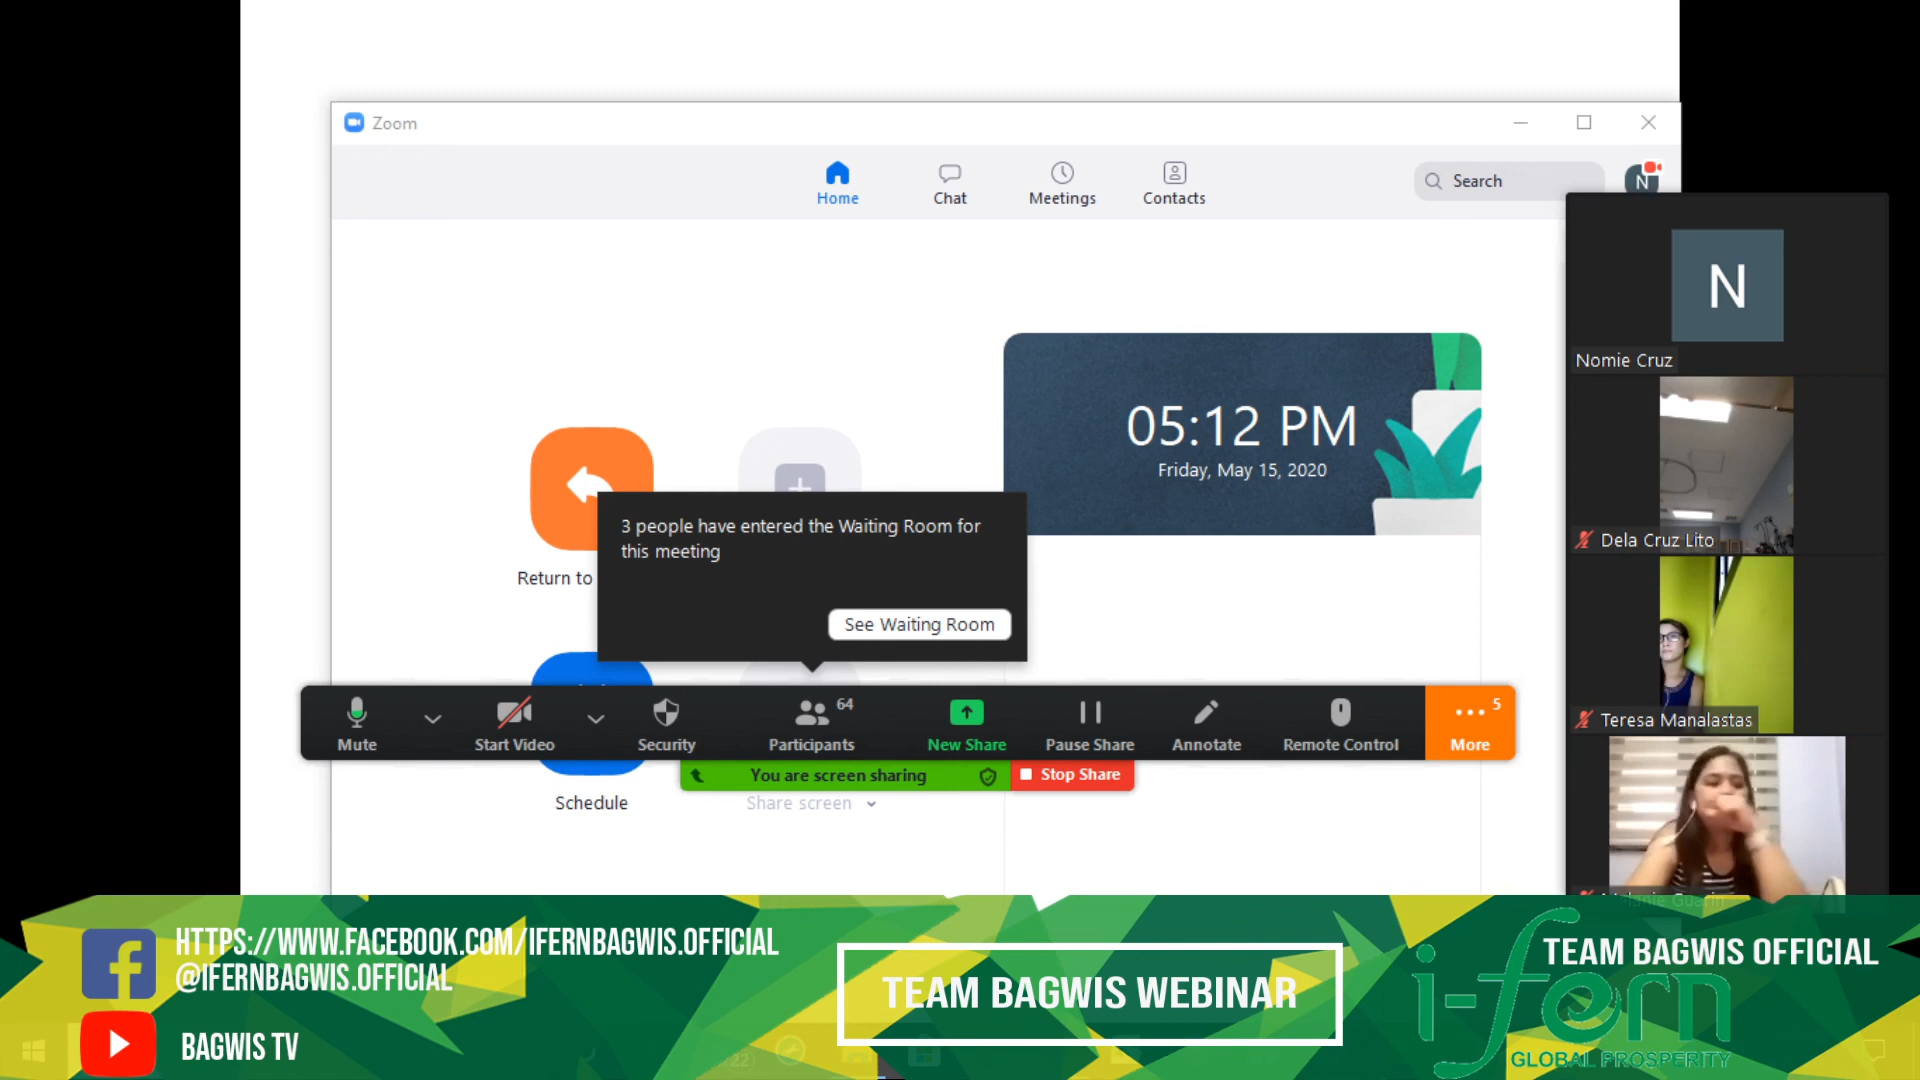 Zoom
Home
Chat
Meetings
Contacts
Search
N
N
Nomie Cruz
05:12 PM
Friday, May 15, 2020
Dela Cruz Lito
3 people have entered the Waiting Room for
this meeting
Return to
See Waiting Room
Teresa Manalastas
Mute
Start Video
Security
Participants
64
New Share
Pause Share
Annotate
Remote Control
More
5
You are screen sharing
Stop Share
Schedule
Share screen
Melanie Guarin
HTTPS://WWW.FACEBOOK.COM/IFERNBAGWIS.OFFICIAL
@IFERNBAGWIS.OFFICIAL
BAGWIS TV
TEAM BAGWIS WEBINAR
TEAM BAGWIS OFFICIAL
i-fern
GLOBAL PROSPERITY